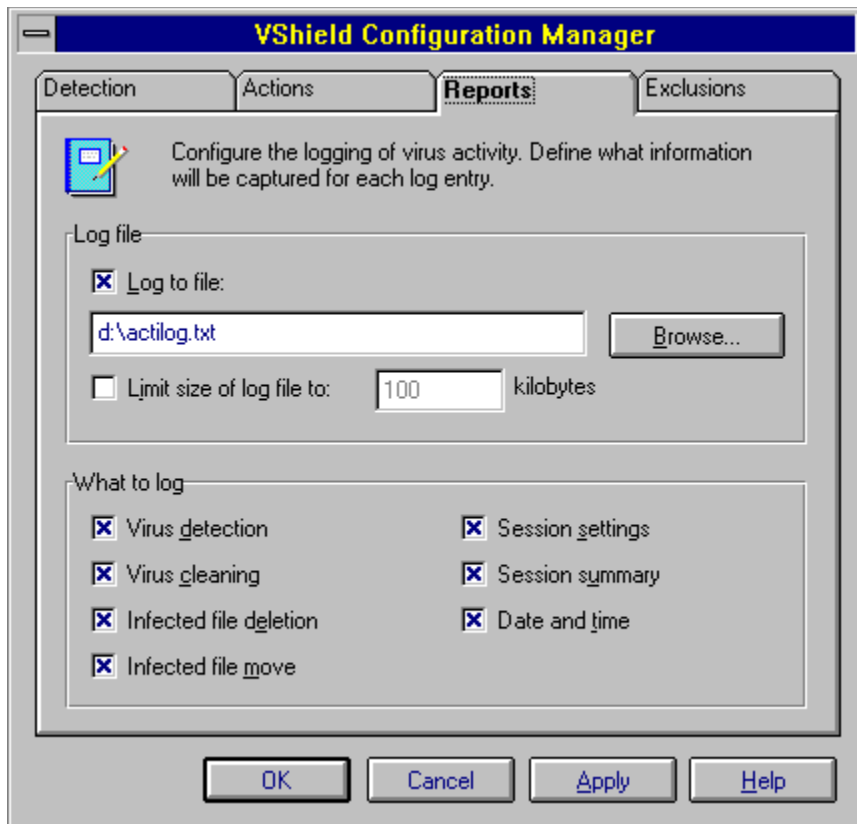 VShield Configuration Manager
Detection Actions Reports Exclusions
Configure the logging of virus activity. Define what information
will be captured for each log entry.
Log file
Log to file:
d:\actilog.txt
Browse...
Limit size of log file to: 100 kilobytes
What to log
Virus detection
Virus cleaning
Infected file deletion
Infected file move
Session settings
Session summary
Date and time
OK Cancel Apply Help